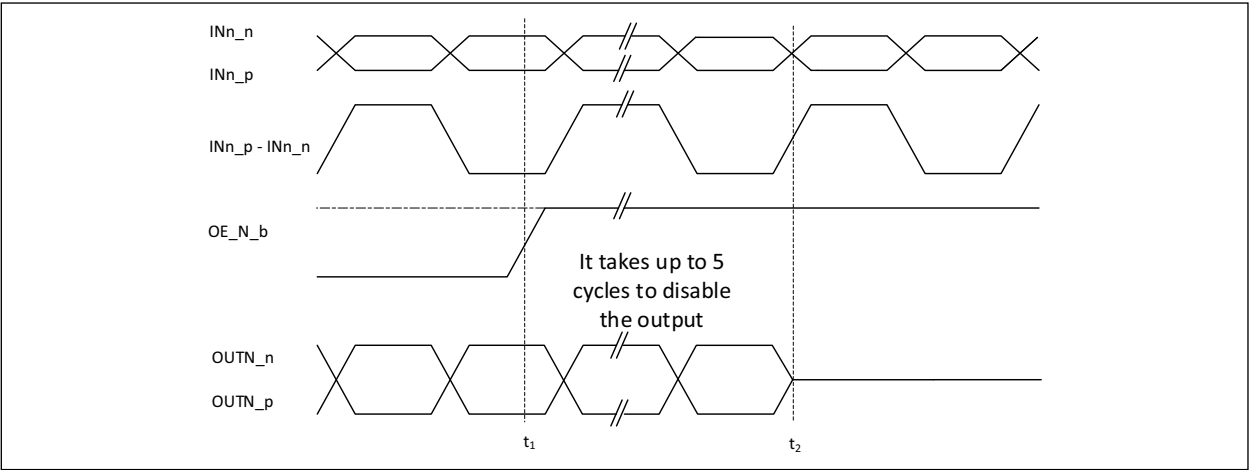 INn_n
INn_p
INn_p - INn_n
OE_N_b
It takes up to 5
cycles to disable
the output
OUTN_n
OUTN_p
t₁
t₂